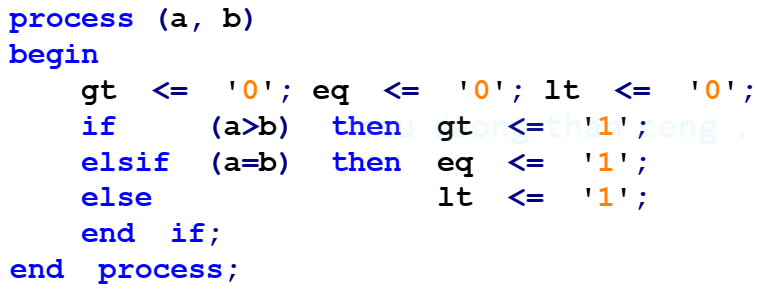 process (a, b)
begin
gt <= '0'; eq <= '0'; lt <= '0';
if (a>b) then gt <= '1';
elsif (a=b) then eq <= '1';
else lt <= '1';
end if;
end process;